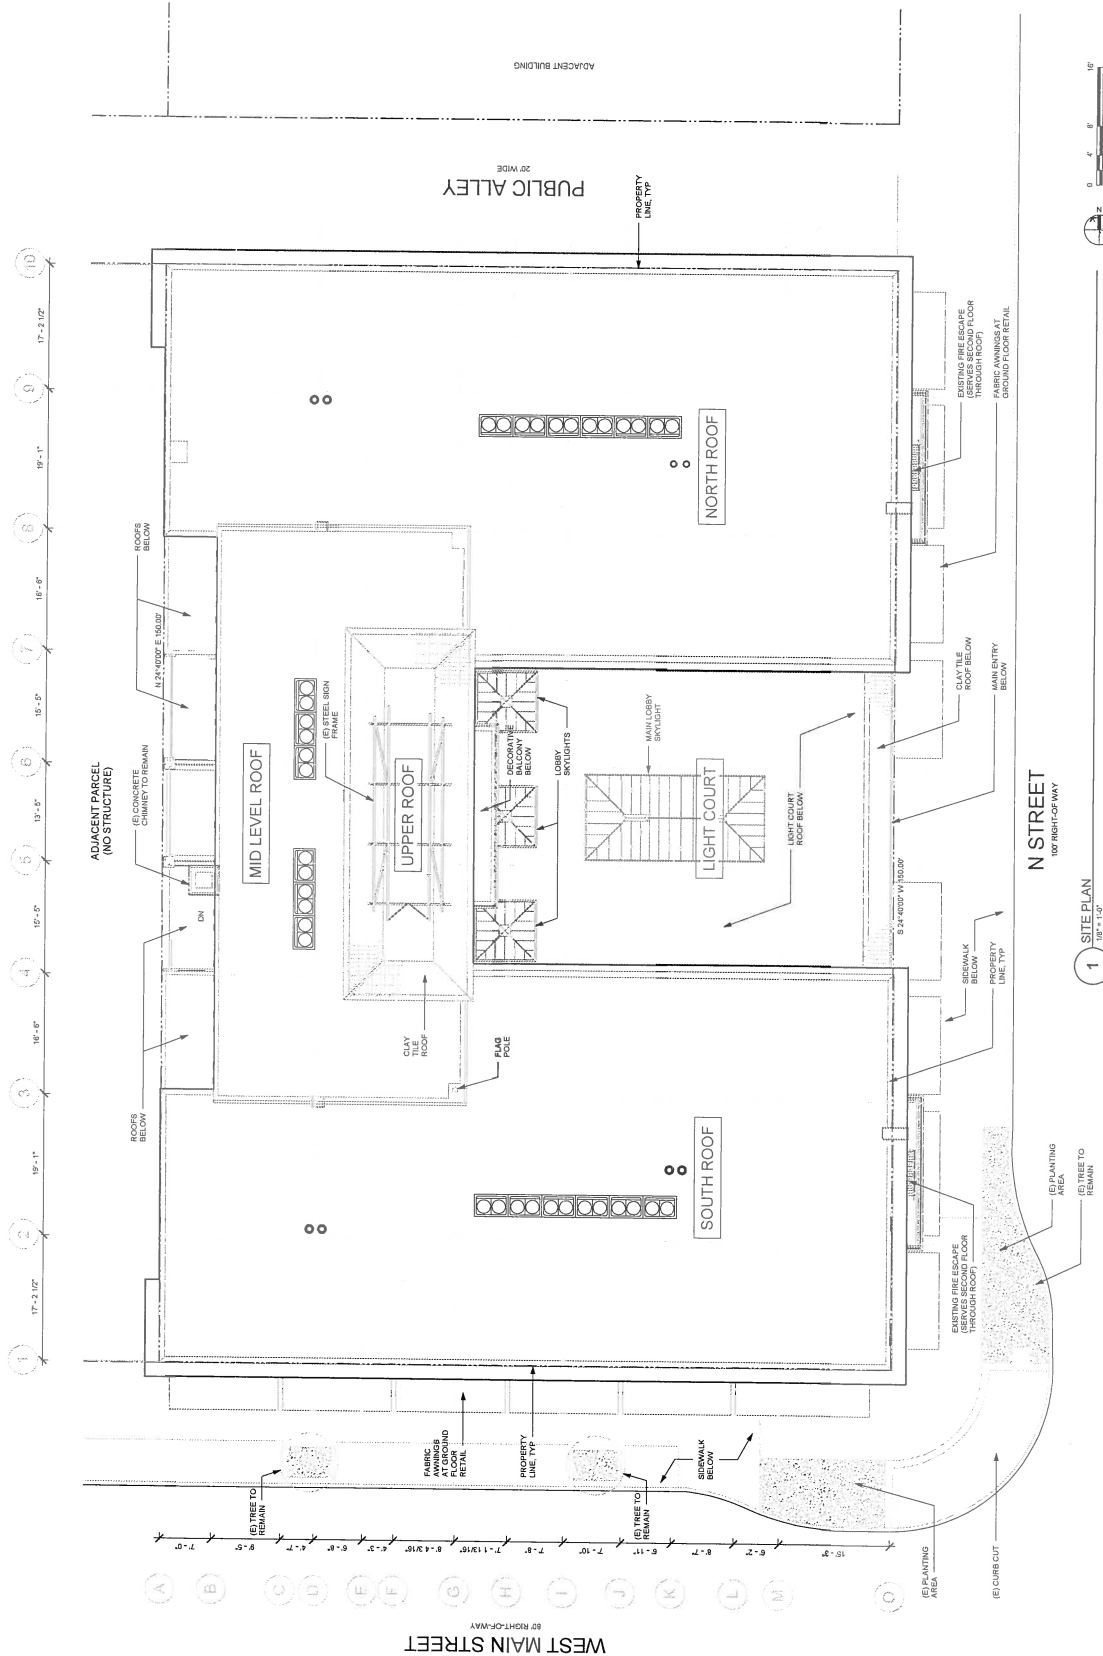 ADJACENT BUILDING
PUBLIC ALLEY
20' WIDE
PROPERTY
LINE, TYP
10
17' - 2 1/2"
9
19' - 1"
8
16' - 6"
7
15' - 5"
6
13' - 5"
5
15' - 5"
4
16' - 6"
3
19' - 1"
2
17' - 2 1/2"
1
ADJACENT PARCEL
(NO STRUCTURE)
ROOFS
BELOW
N 24°40'00" E 150.00'
(E) CONCRETE
CHIMNEY TO REMAIN
DN
ROOFS
BELOW
MID LEVEL ROOF
(E) STEEL SIGN
FRAME
UPPER ROOF
CLAY
TILE
ROOF
FLAG
POLE
DECORATIVE
BALCONY
BELOW
LOBBY
SKYLIGHTS
MAIN LOBBY
SKYLIGHT
LIGHT COURT
LIGHT COURT
ROOF BELOW
NORTH ROOF
SOUTH ROOF
S 24°40'00" W 150.00'
EXISTING FIRE ESCAPE
(SERVES SECOND FLOOR
THROUGH ROOF)
FABRIC AWNINGS AT
GROUND FLOOR RETAIL
CLAY TILE
ROOF BELOW
MAIN ENTRY
BELOW
SIDEWALK
BELOW
PROPERTY
LINE, TYP
EXISTING FIRE ESCAPE
(SERVES SECOND FLOOR
THROUGH ROOF)
(E) PLANTING
AREA
(E) TREE TO
REMAIN
N STREET
100' RIGHT-OF-WAY
(E) TREE TO
REMAIN
FABRIC
AWNINGS
AT GROUND
FLOOR
RETAIL
PROPERTY
LINE, TYP
(E) TREE TO
REMAIN
SIDEWALK
BELOW
(E) PLANTING
AREA
(E) CURB CUT
A
B
C
D
E
F
G
H
I
J
K
L
M
O
7' - 0"
9' - 5"
4' - 7"
6' - 8"
4' - 3"
8' - 4 3/16"
7' - 1 13/16"
7' - 8"
7' - 10"
6' - 11"
8' - 7"
6' - 2"
15' - 3"
WEST MAIN STREET
80' RIGHT-OF-WAY
1
SITE PLAN
1/8" = 1'-0"
N
0
4'
8'
16'